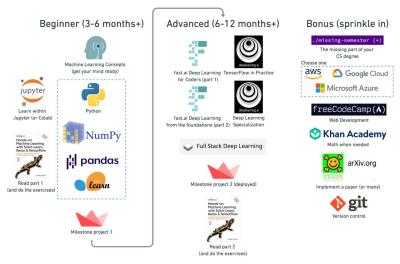 Beginner (3-6 months+)
Machine Learning Concepts
(get your mind ready)
jupyter
Learn within
Jupyter (or Colab)
Python
NumPy
pandas
learn
Hands-on
Machine Learning
with Scikit-Learn,
Keras & TensorFlow
Read part 1
(and do the exercises)
Milestone project 1
Advanced (6-12 months+)
deeplearning.ai
fast.ai Deep Learning
for Coders (part 1)
TensorFlow in Practice
deeplearning.ai
fast.ai Deep Learning
from the foundations (part 2)
Deep Learning
Specialization
Full Stack Deep Learning
Milestone project 2 (deployed)
Hands-on
Machine Learning
with Scikit-Learn,
Keras & TensorFlow
Read part 2
(and do the exercises)
Bonus (sprinkle in)
./missing-semester (+)
The missing part of your
CS degree
Choose one
aws
Google Cloud
Microsoft Azure
freeCodeCamp(
Web Development
Khan Academy
Math when needed
arXiv.org
Implement a paper (or many)
git
Version control